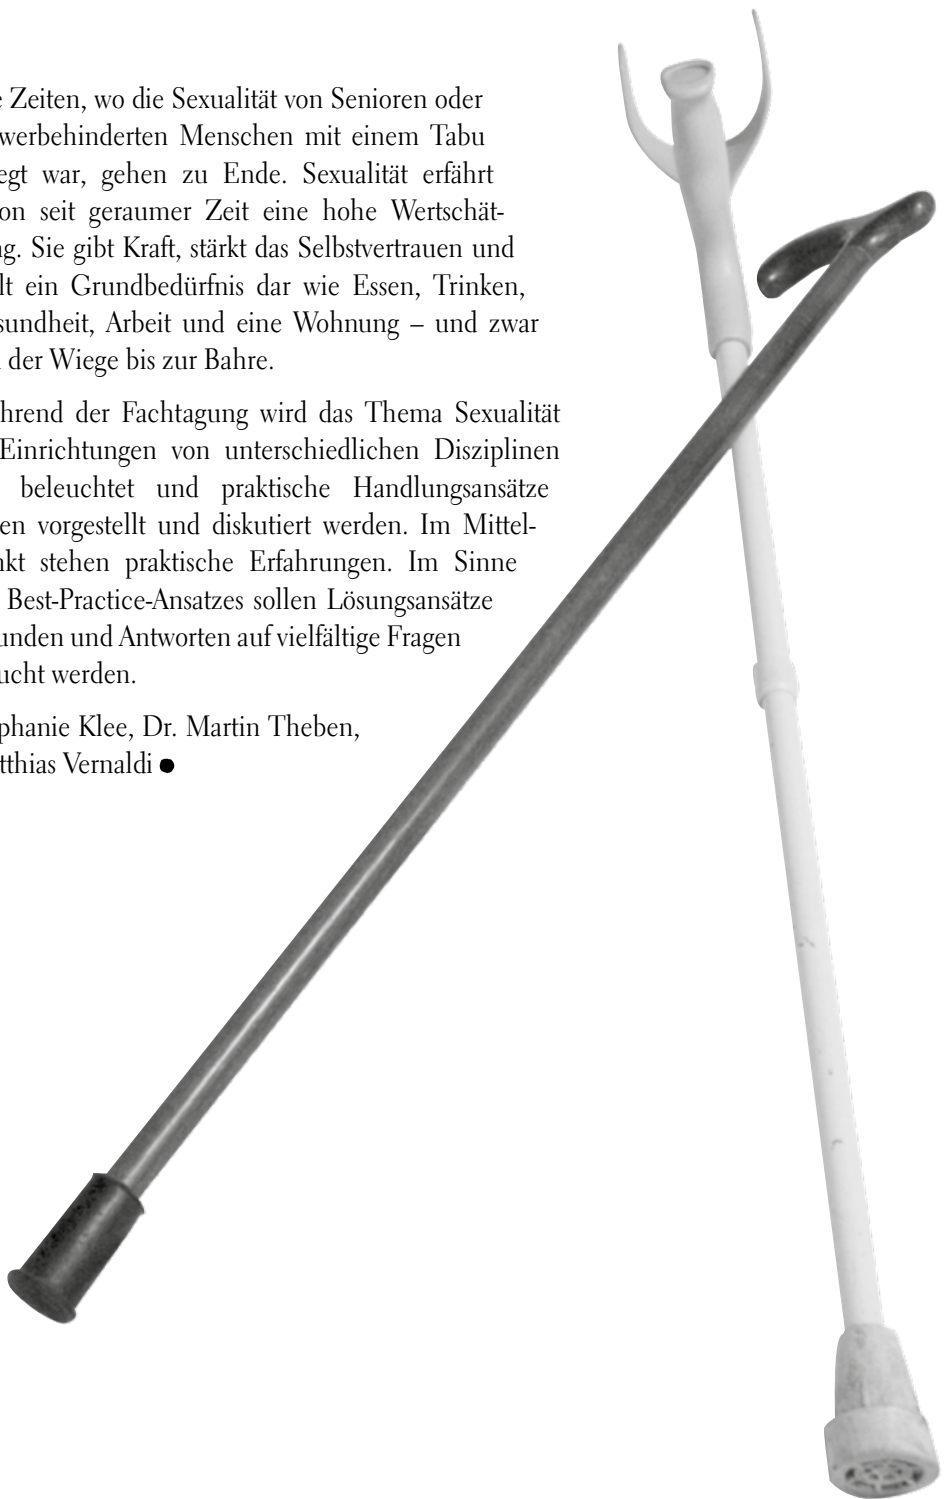 e Zeiten, wo die Sexualität von Senioren oder
werbehinderten Menschen mit einem Tabu
egt war, gehen zu Ende. Sexualität erfährt
on seit geraumer Zeit eine hohe Wertschät-
ng. Sie gibt Kraft, stärkt das Selbstvertrauen und
lt ein Grundbedürfnis dar wie Essen, Trinken,
sundheit, Arbeit und eine Wohnung – und zwar
der Wiege bis zur Bahre.
hrend der Fachtagung wird das Thema Sexualität
Einrichtungen von unterschiedlichen Disziplinen
beleuchtet und praktische Handlungsansätze
en vorgestellt und diskutiert werden. Im Mittel-
nkt stehen praktische Erfahrungen. Im Sinne
Best-Practice-Ansatzes sollen Lösungsansätze
unden und Antworten auf vielfältige Fragen
ucht werden.
phanie Klee, Dr. Martin Theben,
tthias Vernaldi ●